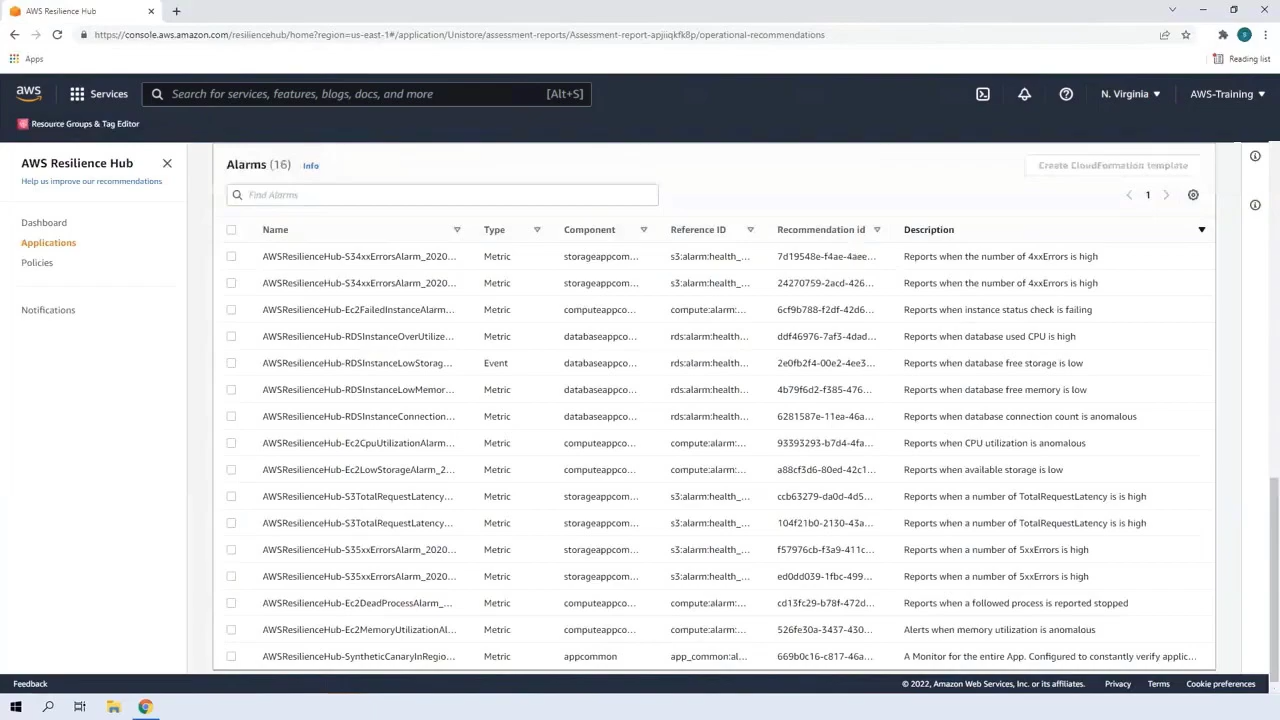 AWS Resilience Hub
https://console.aws.amazon.com/resiliencehub/home?region=us-east-1#/application/Unistore/assessment-reports/Assessment-report-apjiiqkfk8p/operational-recommendations
S
Apps
Reading list
aws
Services
Search for services, features, blogs, docs, and more
[Alt+S]
N. Virginia
AWS-Training
Resource Groups & Tag Editor
AWS Resilience Hub
Help us improve our recommendations
Dashboard
Applications
Policies
Notifications
Alarms (16) Info
Create CloudFormation template
Find Alarms
1
Name Type Component Reference ID Recommendation id Description
AWSResilienceHub-S34xxErrorsAlarm_2020... Metric storageappcom... s3:alarm:health_... 7d19548e-f4ae-4aee... Reports when the number of 4xxErrors is high
AWSResilienceHub-S34xxErrorsAlarm_2020... Metric storageappcom... s3:alarm:health_... 24270759-2acd-426... Reports when the number of 4xxErrors is high
AWSResilienceHub-Ec2FailedInstanceAlarm... Metric computeappco... compute:alarm:... 6cf9b788-f2df-42d6... Reports when instance status check is failing
AWSResilienceHub-RDSInstanceOverUtilize... Metric databaseappco... rds:alarm:health... ddf46976-7af3-4dad... Reports when database used CPU is high
AWSResilienceHub-RDSInstanceLowStorag... Event databaseappco... rds:alarm:health... 2e0fb2f4-00e2-4ee3... Reports when database free storage is low
AWSResilienceHub-RDSInstanceLowMemor... Metric databaseappco... rds:alarm:health... 4b79f6d2-f385-476... Reports when database free memory is low
AWSResilienceHub-RDSInstanceConnection... Metric databaseappco... rds:alarm:health... 6281587e-11ea-46a... Reports when database connection count is anomalous
AWSResilienceHub-Ec2CpuUtilizationAlarm... Metric computeappco... compute:alarm:... 93393293-b7d4-4fa... Reports when CPU utilization is anomalous
AWSResilienceHub-Ec2LowStorageAlarm_2... Metric computeappco... compute:alarm:... a88cf3d6-80ed-42c1... Reports when available storage is low
AWSResilienceHub-S3TotalRequestLatency... Metric storageappcom... s3:alarm:health_... ccb63279-da0d-4d5... Reports when a number of TotalRequestLatency is is high
AWSResilienceHub-S3TotalRequestLatency... Metric storageappcom... s3:alarm:health_... 104f21b0-2130-43a... Reports when a number of TotalRequestLatency is is high
AWSResilienceHub-S35xxErrorsAlarm_2020... Metric storageappcom... s3:alarm:health_... f57976cb-f3a9-411c... Reports when a number of 5xxErrors is high
AWSResilienceHub-S35xxErrorsAlarm_2020... Metric storageappcom... s3:alarm:health_... ed0dd039-1fbc-499... Reports when a number of 5xxErrors is high
AWSResilienceHub-Ec2DeadProcessAlarm_... Metric computeappco... compute:alarm:... cd13fc29-b78f-472d... Reports when a followed process is reported stopped
AWSResilienceHub-Ec2MemoryUtilizationAl... Metric computeappco... compute:alarm:... 526fe30a-3437-430... Alerts when memory utilization is anomalous
AWSResilienceHub-SyntheticCanaryInRegio... Metric appcommon app_common:al... 669b0c16-c817-46a... A Monitor for the entire App. Configured to constantly verify applic...
Feedback
© 2022, Amazon Web Services, Inc. or its affiliates. Privacy Terms Cookie preferences